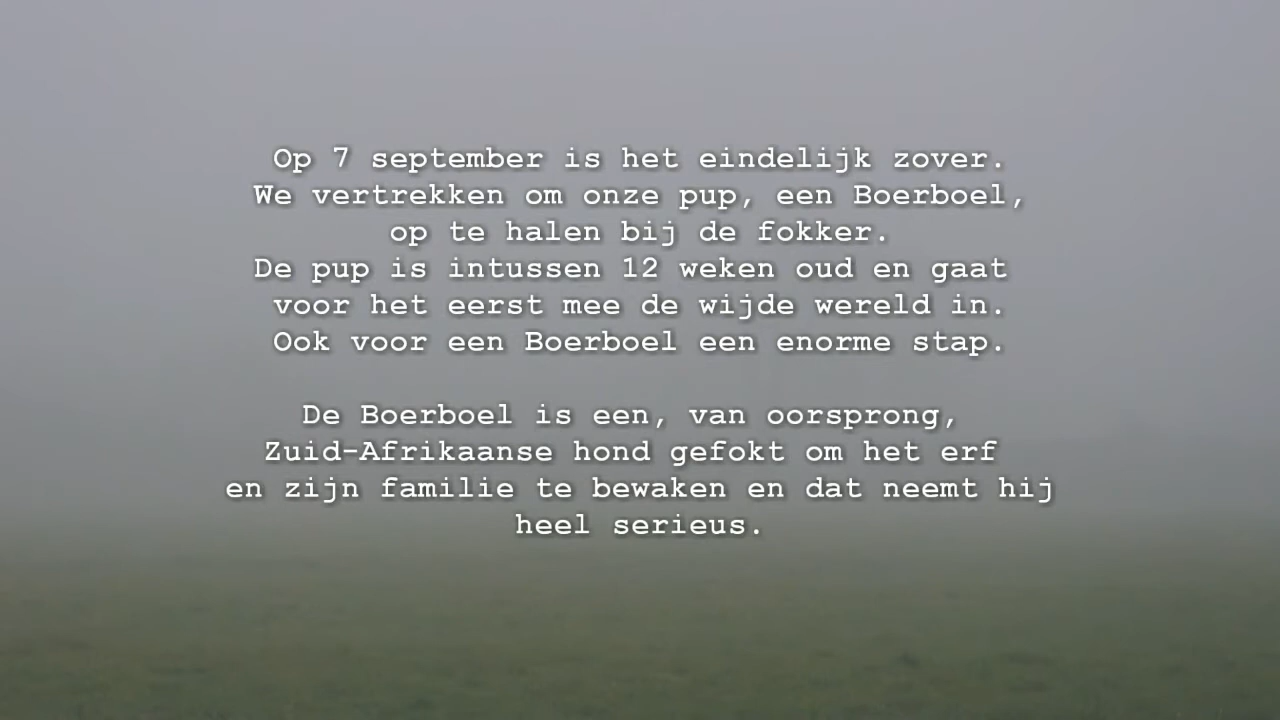 Op 7 september is het eindelijk zover.
We vertrekken om onze pup, een Boerboel,
op te halen bij de fokker.
De pup is intussen 12 weken oud en gaat
voor het eerst mee de wijde wereld in.
Ook voor een Boerboel een enorme stap.
De Boerboel is een, van oorsprong,
Zuid-Afrikaanse hond gefokt om het erf
en zijn familie te bewaken en dat neemt hij
heel serieus.